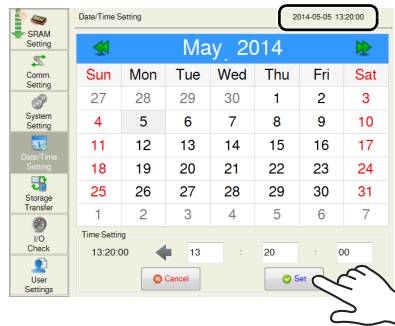 Date/Time Setting 2014-05-05 13:20:00
SRAM
Setting
Comm.
Setting
System
Setting
Date/Time
Setting
Storage
Transfer
I/O
Check
User
Settings
May. 2014
Sun Mon Tue Wed Thu Fri Sat
27 28 29 30 1 2 3
4 5 6 7 8 9 10
11 12 13 14 15 16 17
18 19 20 21 22 23 24
25 26 27 28 29 30 31
1 2 3 4 5 6 7
Time Setting
13:20:00 13 : 20 : 00
Cancel Set